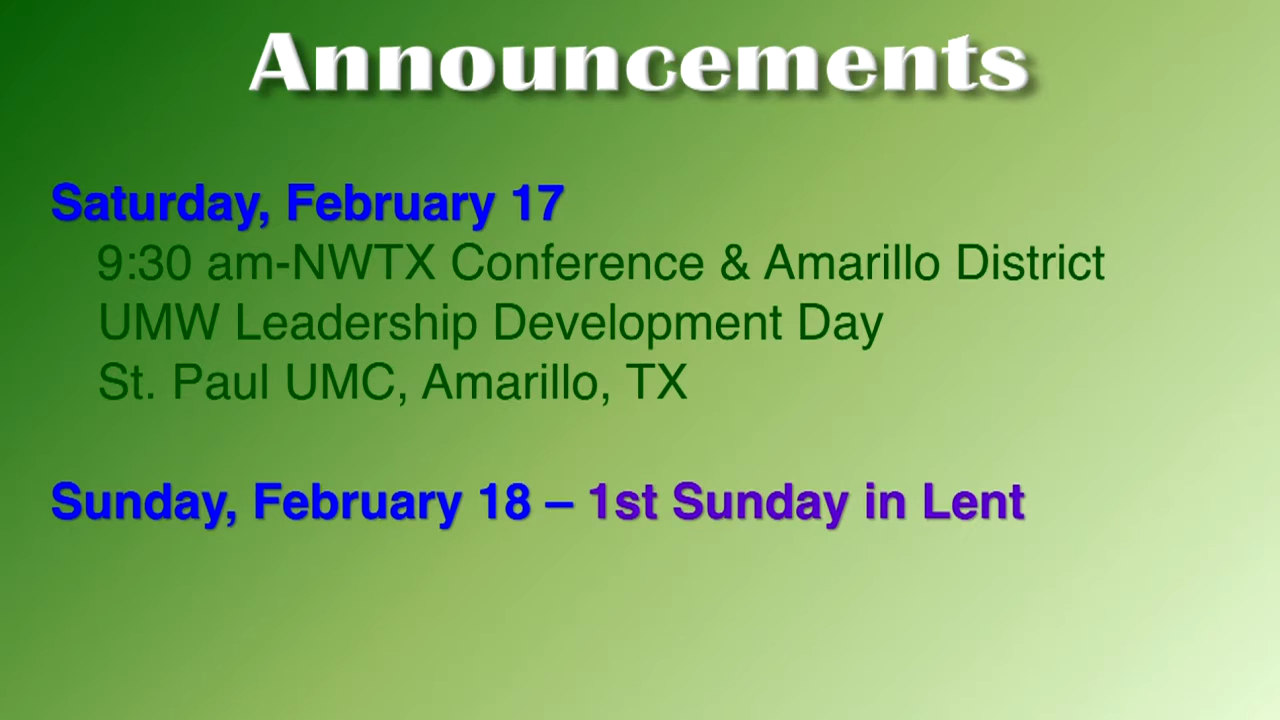 Announcements
Saturday, February 17
9:30 am-NWTX Conference & Amarillo District
UMW Leadership Development Day
St. Paul UMC, Amarillo, TX
Sunday, February 18 – 1st Sunday in Lent